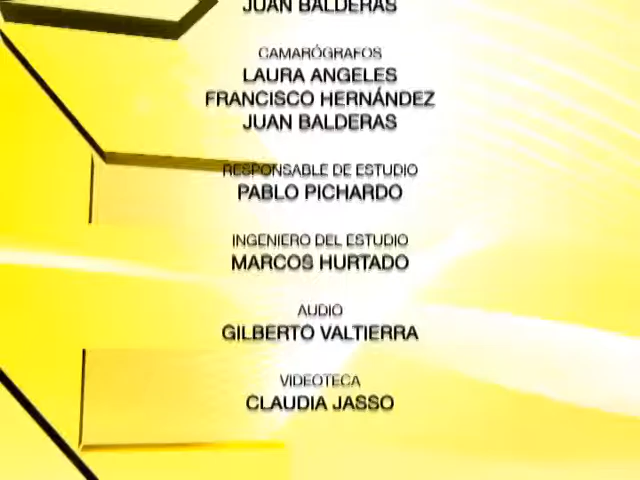 JUAN BALDERAS
CAMARÓGRAFOS
LAURA ANGELES
FRANCISCO HERNÁNDEZ
JUAN BALDERAS
RESPONSABLE DE ESTUDIO
PABLO PICHARDO
INGENIERO DEL ESTUDIO
MARCOS HURTADO
AUDIO
GILBERTO VALTIERRA
VIDEOTECA
CLAUDIA JASSO